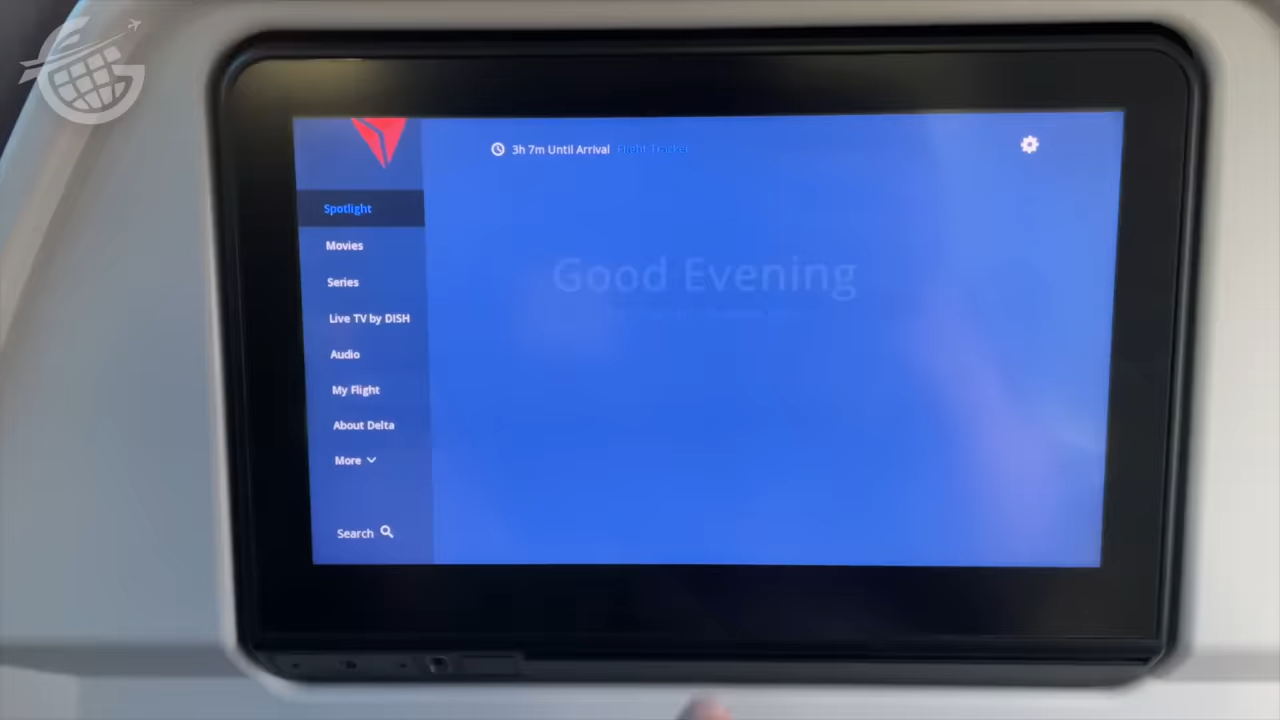 3h 7m Until Arrival Flight Tracker
Spotlight
Movies
Series
Live TV by DISH
Audio
My Flight
About Delta
More
Search
Good Evening